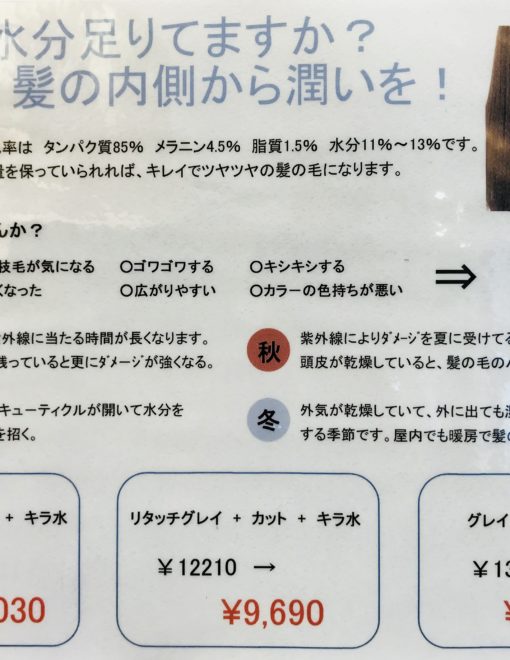 水分足りてますか？
髪の内側から潤いを！
率は タンパク質85% メラニン4.5% 脂質1.5% 水分11%～13%です。
を保っていられれば、キレイでツヤツヤの髪の毛になります。
んか？
枝毛が気になる ○ゴワゴワする ○キシキシする
くなった ○広がりやすい ○カラーの色持ちが悪い
⇒
外線に当たる時間が長くなります。
残っていると更にダメージが強くなる。
秋
紫外線によりダメージを夏に受けてる
頭皮が乾燥していると、髪の毛の
キューティクルが開いて水分を
を招く。
冬
外気が乾燥していて、外に出ても
する季節です。屋内でも暖房で髪
+ キラ水
030
リタッチグレイ + カット + キラ水
￥12210 →
¥9,690
グレイ
￥13